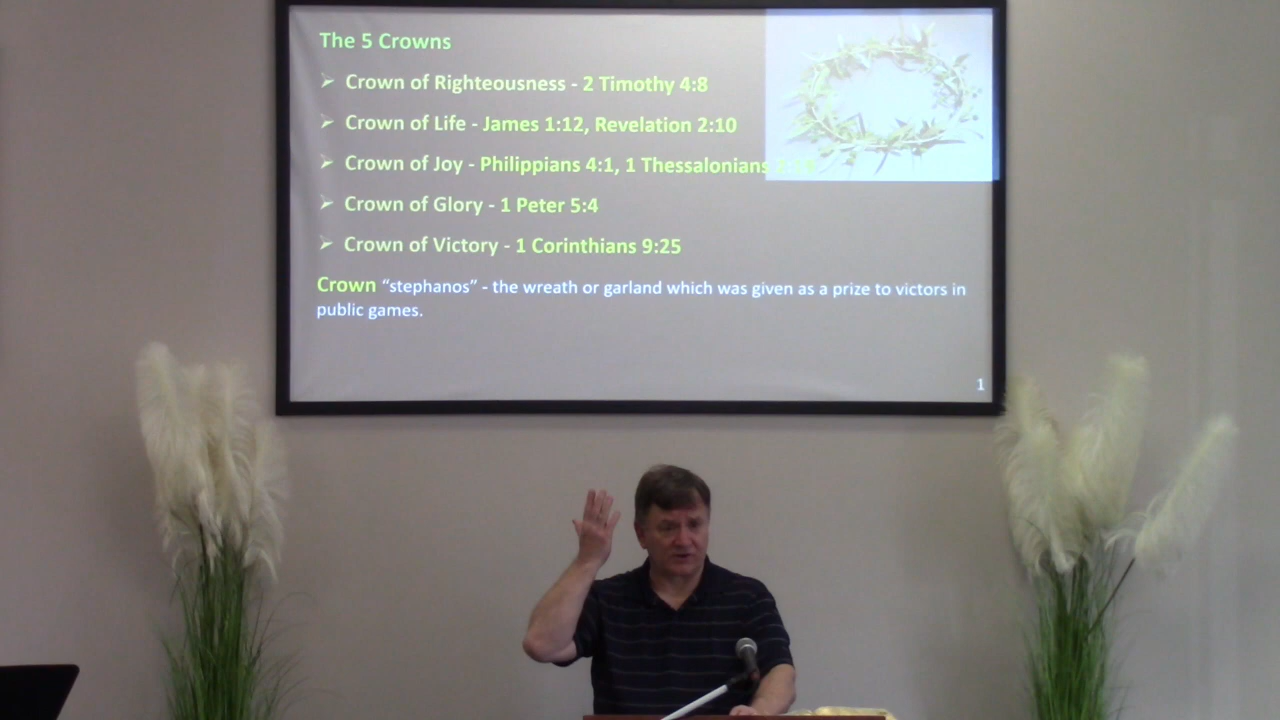 The 5 Crowns
➢ Crown of Righteousness - 2 Timothy 4:8
➢ Crown of Life - James 1:12, Revelation 2:10
➢ Crown of Joy - Philippians 4:1, 1 Thessalonians
➢ Crown of Glory - 1 Peter 5:4
➢ Crown of Victory - 1 Corinthians 9:25
Crown “stephanos” - the wreath or garland which was given as a prize to victors in
public games.
1